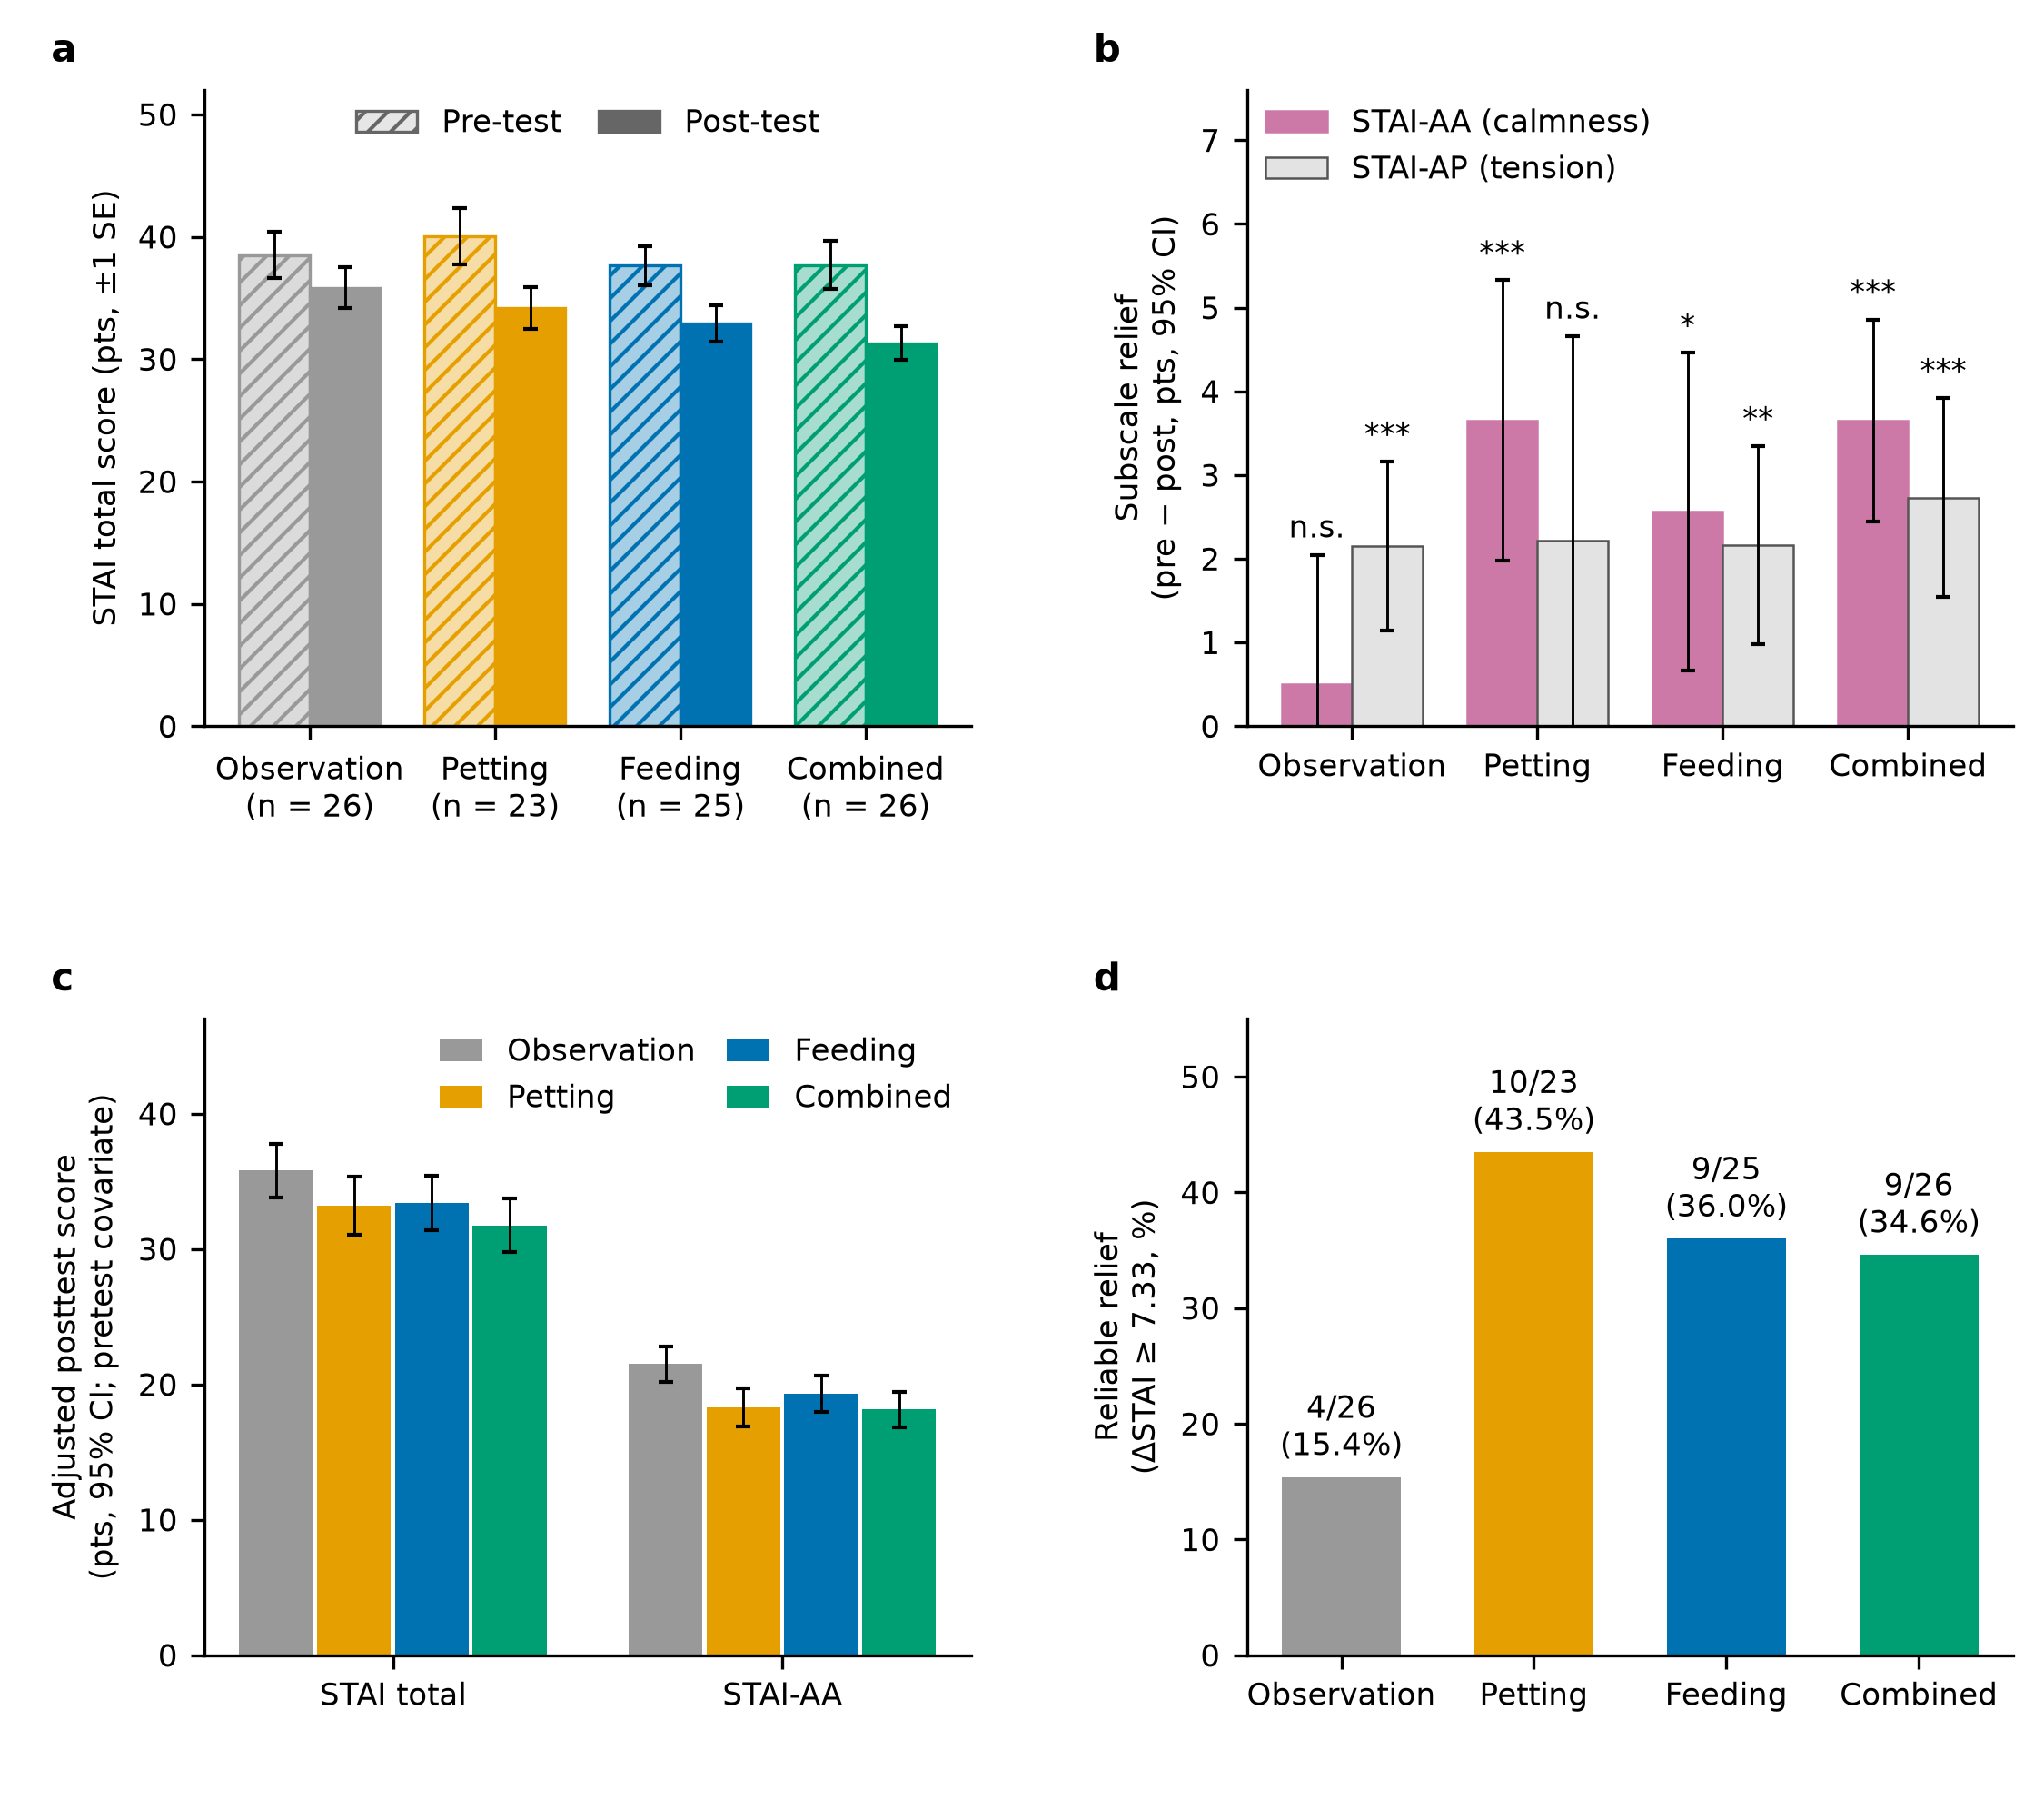 a
50
40
30
20
10
0
STAI total score (pts, ±1 SE)
Pre-test
Post-test
Observation
(n = 26)
Petting
(n = 23)
Feeding
(n = 25)
Combined
(n = 26)
b
7
6
5
4
3
2
1
0
Subscale relief
(pre − post, pts, 95% CI)
STAI-AA (calmness)
STAI-AP (tension)
n.s.
***
***
n.s.
*
**
***
***
Observation
Petting
Feeding
Combined
c
40
30
20
10
0
Adjusted posttest score
(pts, 95% CI; pretest covariate)
Observation
Petting
Feeding
Combined
STAI total
STAI-AA
d
50
40
30
20
10
0
Reliable relief
(ΔSTAI ≥ 7.33, %)
4/26
(15.4%)
10/23
(43.5%)
9/25
(36.0%)
9/26
(34.6%)
Observation
Petting
Feeding
Combined